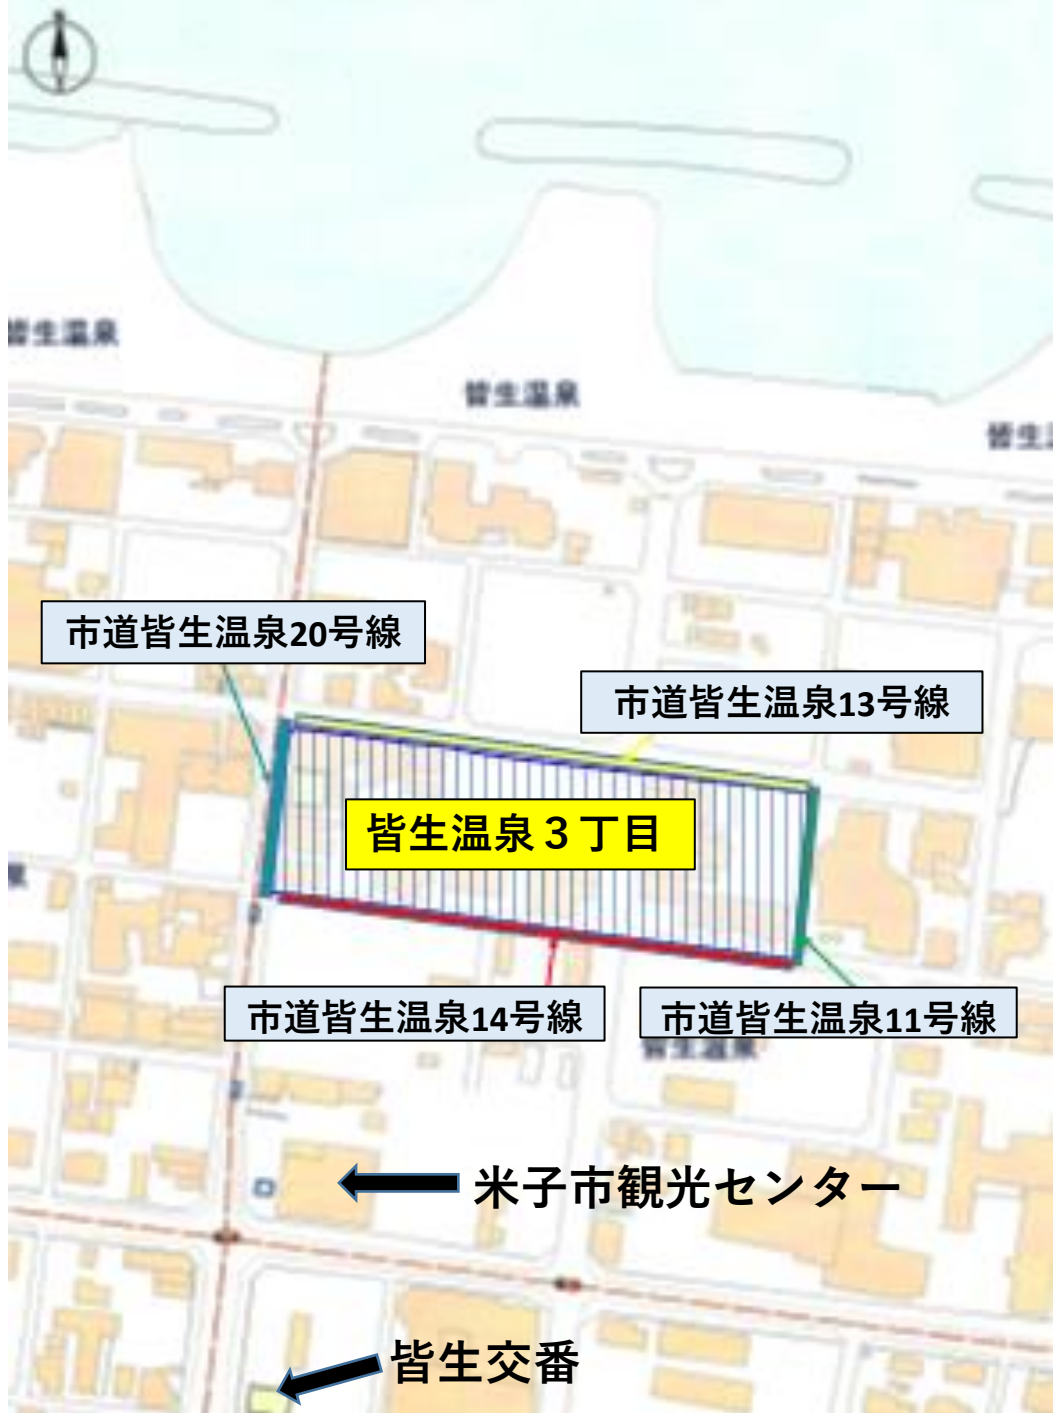 皆生温泉
皆生温泉
市道皆生温泉20号線
市道皆生温泉13号線
皆生温泉３丁目
市道皆生温泉14号線
市道皆生温泉11号線
皆生温泉
米子市観光センター
皆生交番